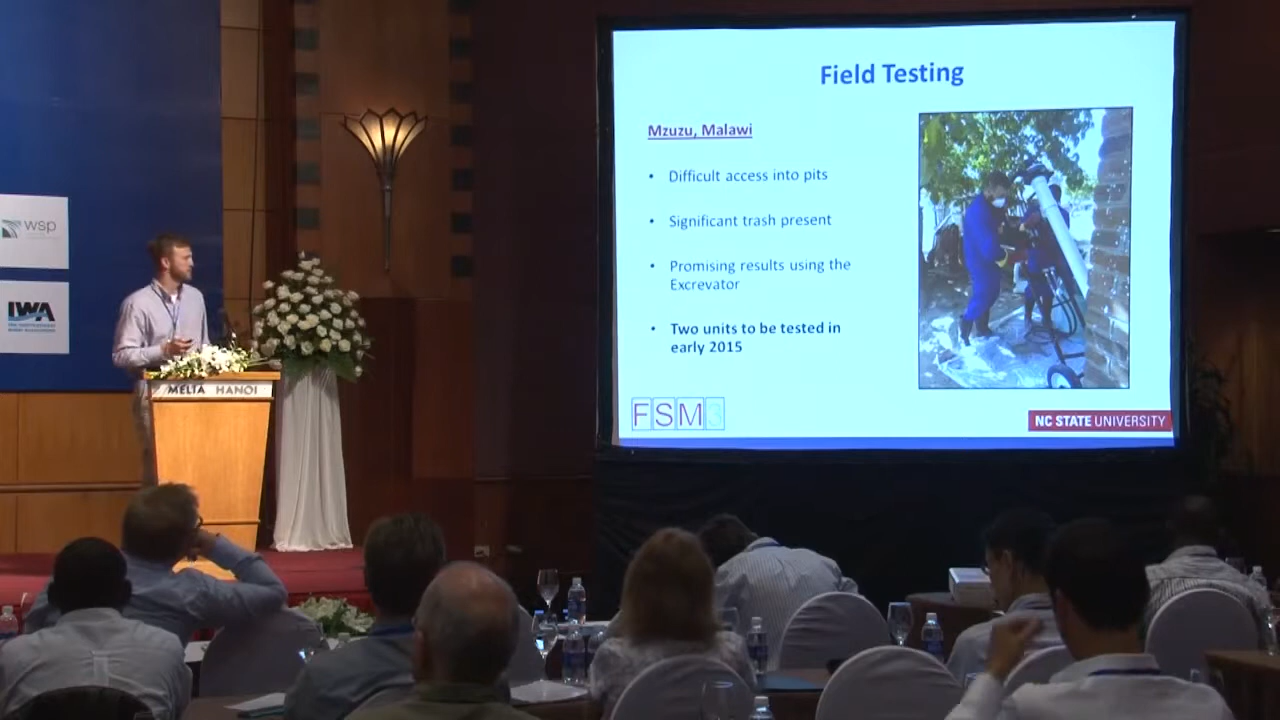 wsp
IWA
MELIA HANOI
Field Testing
Mzuzu, Malawi
• Difficult access into pits
• Significant trash present
• Promising results using the
Excrevator
• Two units to be tested in
early 2015
FSM3
NC STATE UNIVERSITY